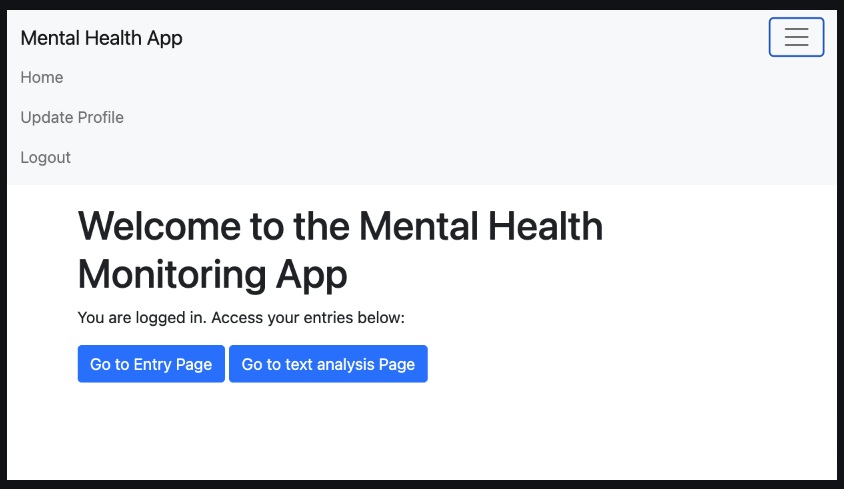 Mental Health App
Home
Update Profile
Logout
Welcome to the Mental Health
Monitoring App
You are logged in. Access your entries below:
Go to Entry Page Go to text analysis Page